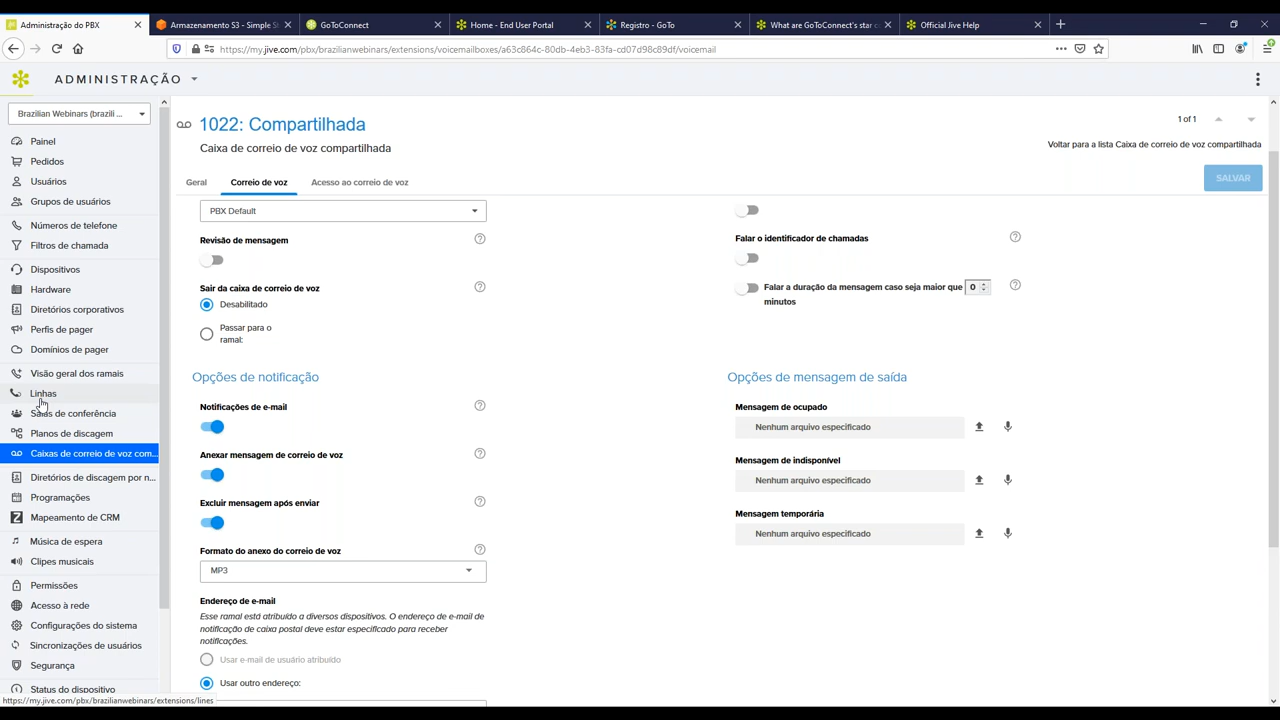 Administração do PBX
Armazenamento S3 - Simple S
GoToConnect
Home - End User Portal
Registro - GoTo
What are GoToConnect's star c
Official Jive Help
https://my.jive.com/pbx/brazilianwebinars/extensions/voicemailboxes/a63c864c-80db-4eb3-83fa-cd07d98c89df/voicemail
ADMINISTRAÇÃO
Brazilian Webinars (brazili ...
Painel
Pedidos
Usuários
Grupos de usuários
Números de telefone
Filtros de chamada
Dispositivos
Hardware
Diretórios corporativos
Perfis de pager
Domínios de pager
Visão geral dos ramais
Linhas
Salas de conferência
Planos de discagem
Caixas de correio de voz com...
Diretórios de discagem por n...
Programações
Mapeamento de CRM
Música de espera
Clipes musicais
Permissões
Acesso à rede
Configurações do sistema
Sincronizações de usuários
Segurança
Status do dispositivo
https://my.jive.com/pbx/brazilianwebinars/extensions/lines
1022: Compartilhada
Caixa de correio de voz compartilhada
1 of 1
Voltar para a lista Caixa de correio de voz compartilhada
Geral
Correio de voz
Acesso ao correio de voz
SALVAR
PBX Default
Revisão de mensagem
Sair da caixa de correio de voz
Desabilitado
Passar para o
ramal:
Falar o identificador de chamadas
Falar a duração da mensagem caso seja maior que 0
minutos
Opções de notificação
Notificações de e-mail
Anexar mensagem de correio de voz
Excluir mensagem após enviar
Formato do anexo do correio de voz
MP3
Endereço de e-mail
Esse ramal está atribuído a diversos dispositivos. O endereço de e-mail de
notificação de caixa postal deve estar especificado para receber
notificações.
Usar e-mail de usuário atribuído
Usar outro endereço:
Opções de mensagem de saída
Mensagem de ocupado
Nenhum arquivo especificado
Mensagem de indisponível
Nenhum arquivo especificado
Mensagem temporária
Nenhum arquivo especificado